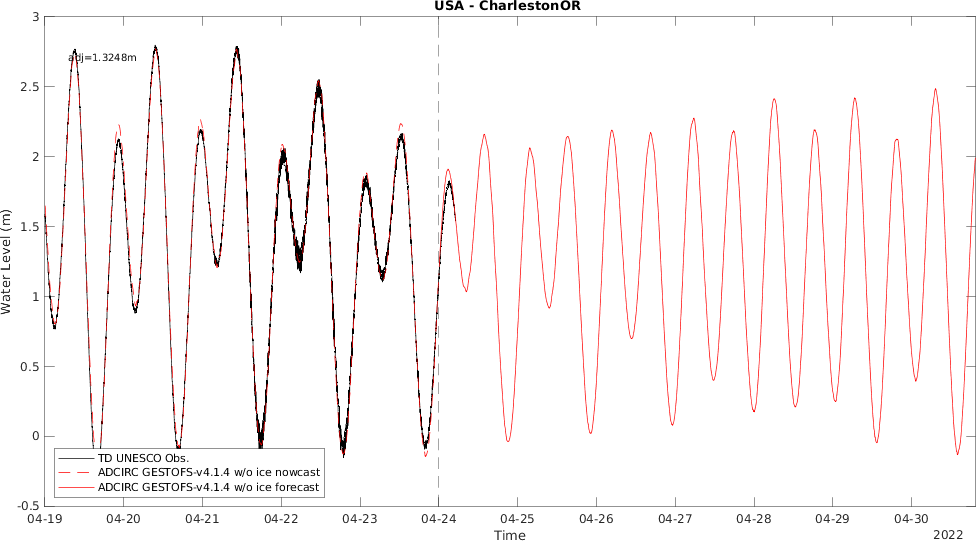 USA - CharlestonOR
adj=1.3248m
3
2.5
2
1.5
1
0.5
0
-0.5
Water Level (m)
TD UNESCO Obs.
ADCIRC GESTOFS-v4.1.4 w/o ice nowcast
ADCIRC GESTOFS-v4.1.4 w/o ice forecast
04-19 04-20 04-21 04-22 04-23 04-24 04-25 04-26 04-27 04-28 04-29 04-30
Time
2022